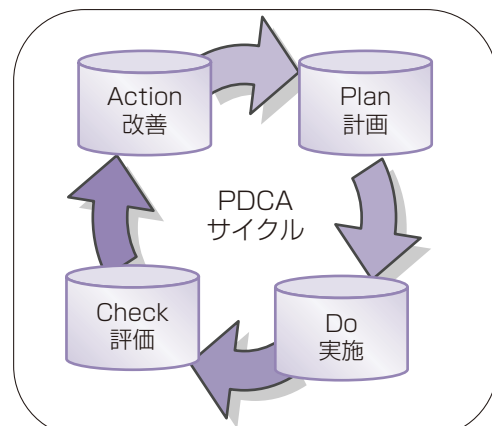 Action
改善
Plan
計画
PDCA
サイクル
Check
評価
Do
実施